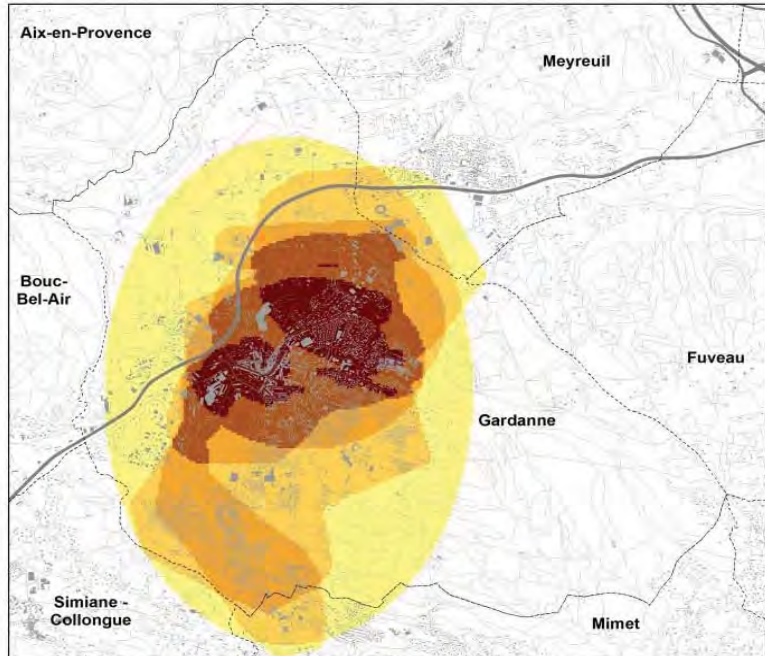 Aix-en-Provence
Meyreuil
Bouc-
Bel-Air
Fuveau
Gardanne
Simiane -
Collongue
Mimet